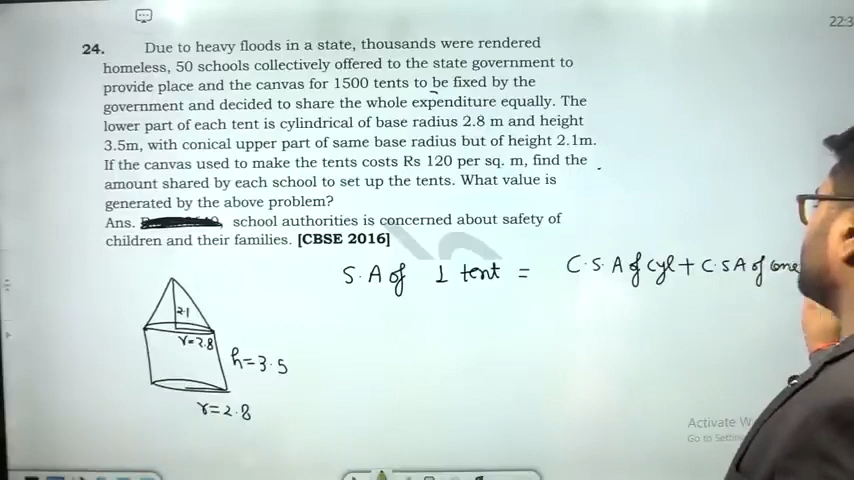 22:3
24. Due to heavy floods in a state, thousands were rendered
homeless, 50 schools collectively offered to the state government to
provide place and the canvas for 1500 tents to be fixed by the
government and decided to share the whole expenditure equally. The
lower part of each tent is cylindrical of base radius 2.8 m and height
3.5m, with conical upper part of same base radius but of height 2.1m.
If the canvas used to make the tents costs Rs 120 per sq. m, find the
amount shared by each school to set up the tents. What value is
generated by the above problem?
Ans. school authorities is concerned about safety of
children and their families. [CBSE 2016]
S.A of 1 tent = C.S.A of Cyl + C.SA of Cone
2.1
r=2.8
h=3.5
r=2.8
Activate W
Go to Settin